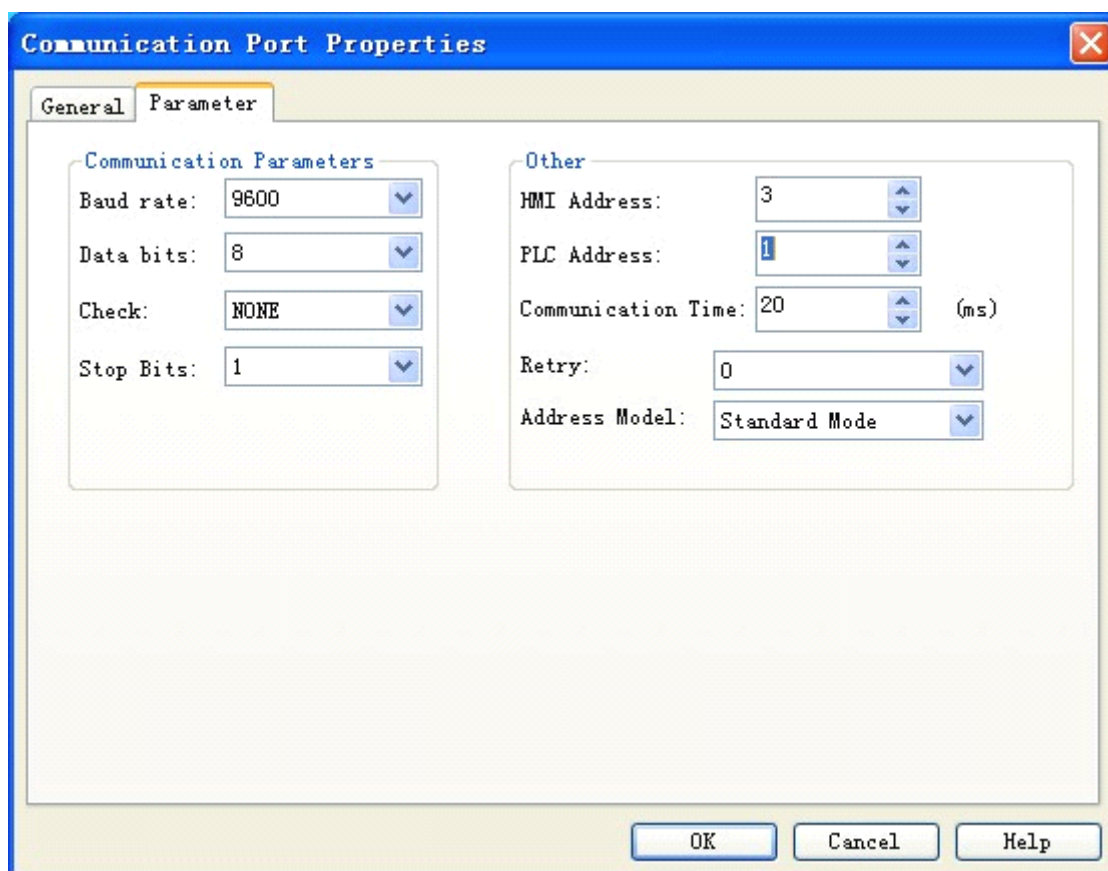 Communication Port Properties
General
Parameter
Communication Parameters
Baud rate: 9600
Data bits: 8
Check: NONE
Stop Bits: 1
Other
HMI Address: 3
PLC Address: 1
Communication Time: 20 (ms)
Retry: 0
Address Model: Standard Mode
OK
Cancel
Help